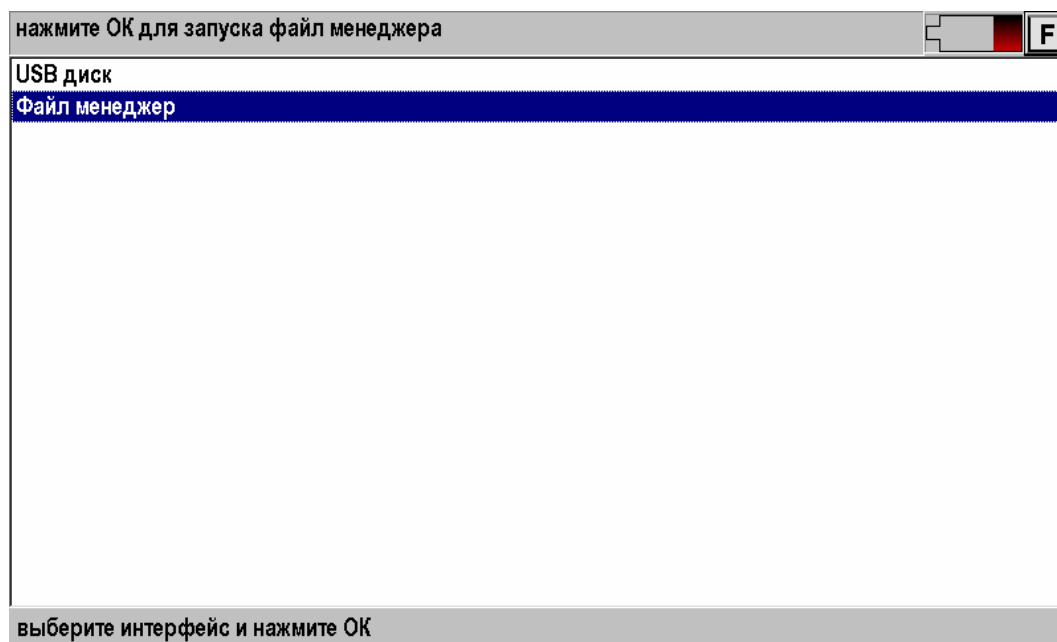 нажмите ОК для запуска файл менеджера
F
USB диск
Файл менеджер
выберите интерфейс и нажмите ОК